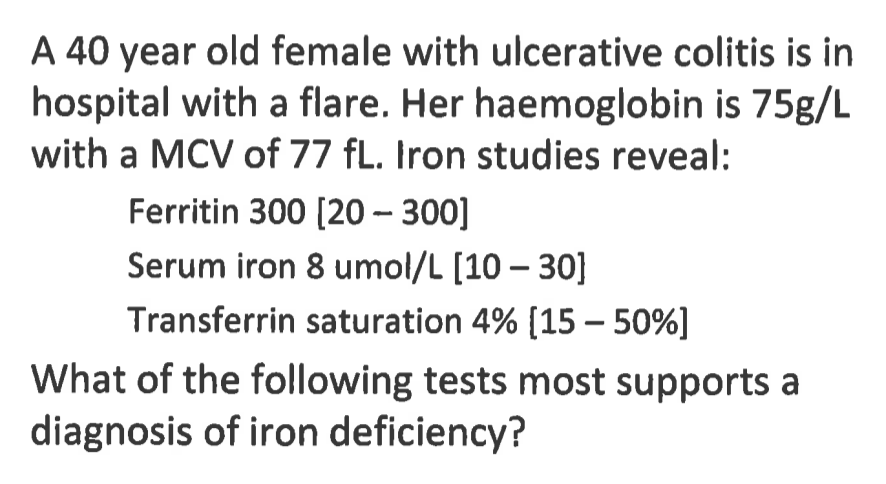 A 40 year old female with ulcerative colitis is in
hospital with a flare. Her haemoglobin is 75g/L
with a MCV of 77 fL. Iron studies reveal:
Ferritin 300 [20 – 300]
Serum iron 8 umol/L [10 – 30]
Transferrin saturation 4% [15 – 50%]
What of the following tests most supports a
diagnosis of iron deficiency?